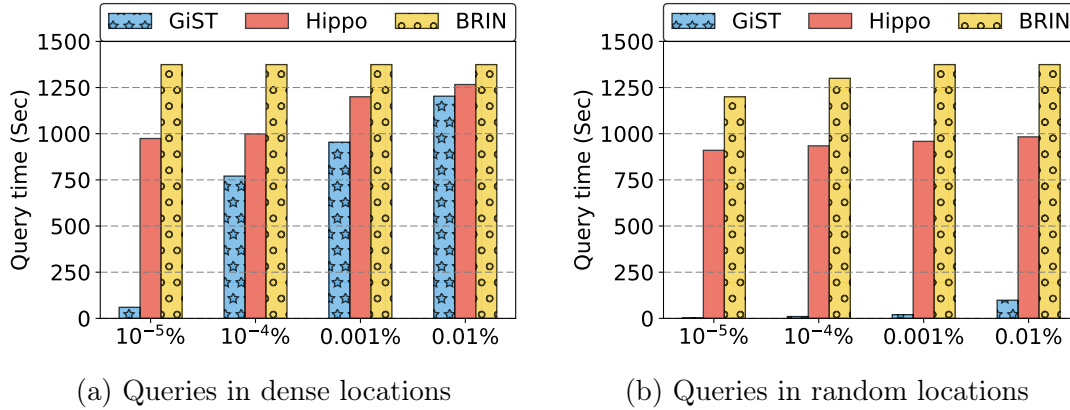 GiST Hippo BRIN
1500
1250
1000
750
500
250
0
Query time (Sec)
10⁻⁵% 10⁻⁴% 0.001% 0.01%
(a) Queries in dense locations
GiST Hippo BRIN
1500
1250
1000
750
500
250
0
Query time (Sec)
10⁻⁵% 10⁻⁴% 0.001% 0.01%
(b) Queries in random locations